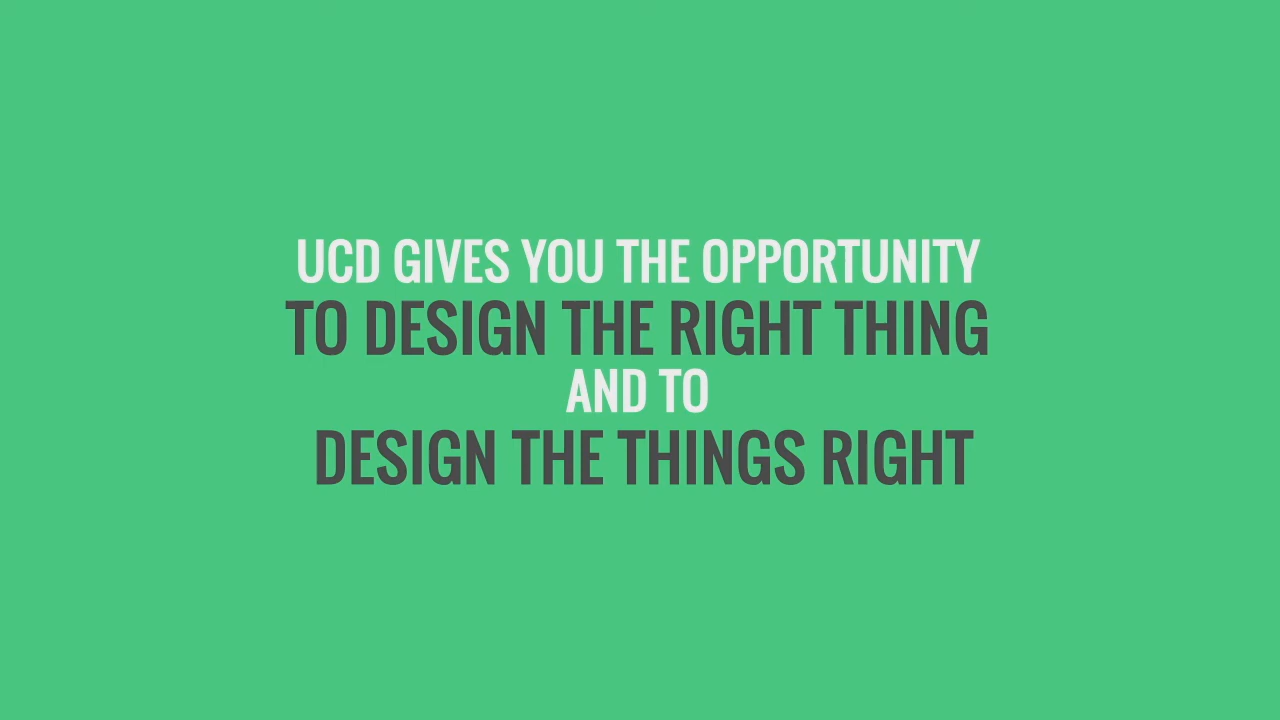 UCD GIVES YOU THE OPPORTUNITY
TO DESIGN THE RIGHT THING
AND TO
DESIGN THE THINGS RIGHT